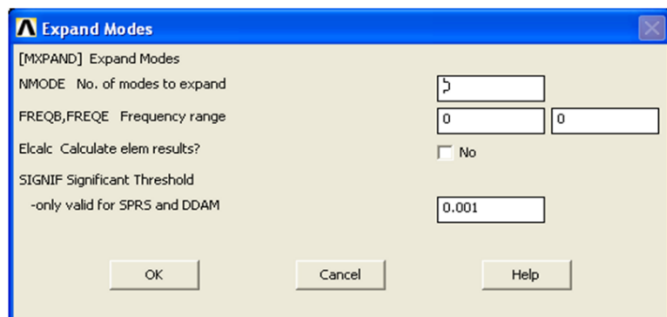 Expand Modes
[MXPAND] Expand Modes
NMODE No. of modes to expand
FREQB,FREQE Frequency range 0 0
Elcalc Calculate elem results? No
SIGNIF Significant Threshold
-only valid for SPRS and DDAM 0.001
OK Cancel Help